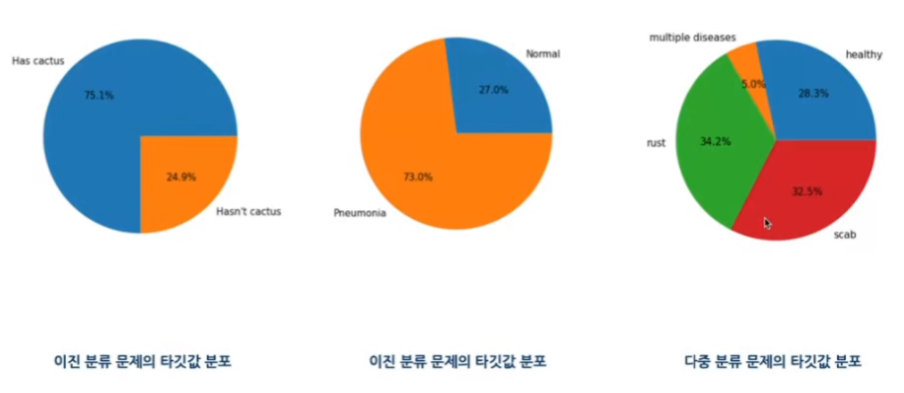 Has cactus
75.1%
24.9%
Hasn't cactus
Normal
27.0%
73.0%
Pneumonia
multiple diseases
healthy
5.0%
28.3%
rust
34.2%
32.5%
scab
이진 분류 문제의 타깃값 분포
이진 분류 문제의 타깃값 분포
다중 분류 문제의 타깃값 분포